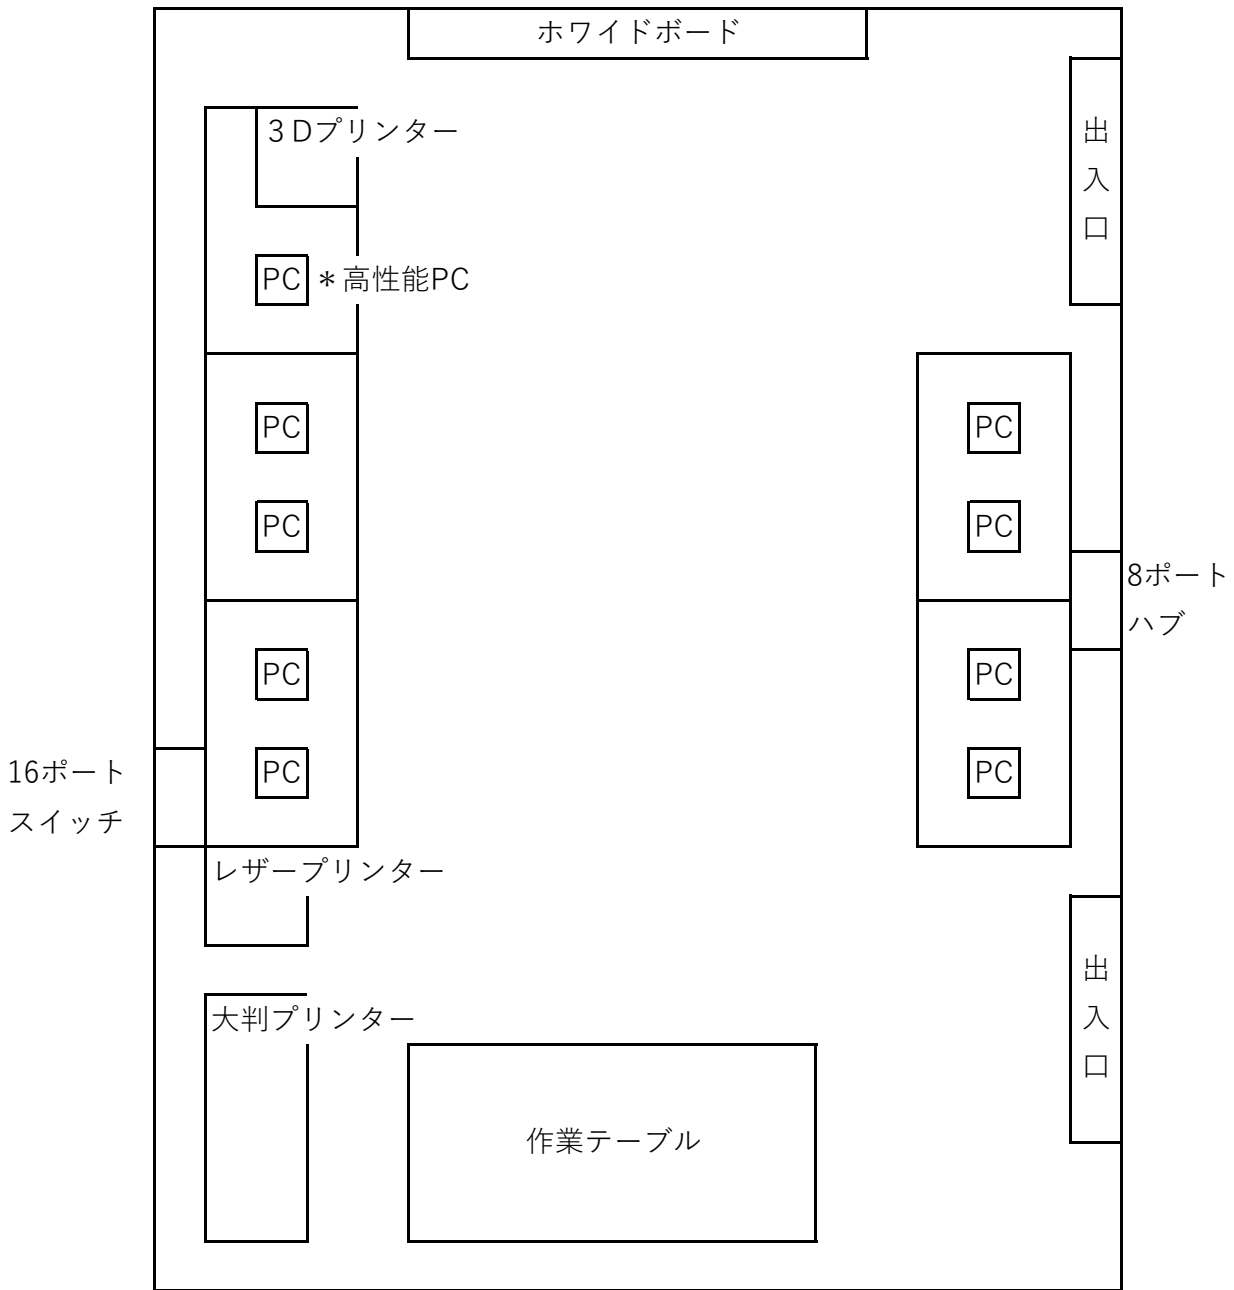 ホワイドボード
３Dプリンター
出
入
口
PC ＊高性能PC
PC
PC
PC
PC
8ポート
ハブ
PC
PC
16ポート
スイッチ
PC
PC
レザープリンター
大判プリンター
出
入
口
作業テーブル